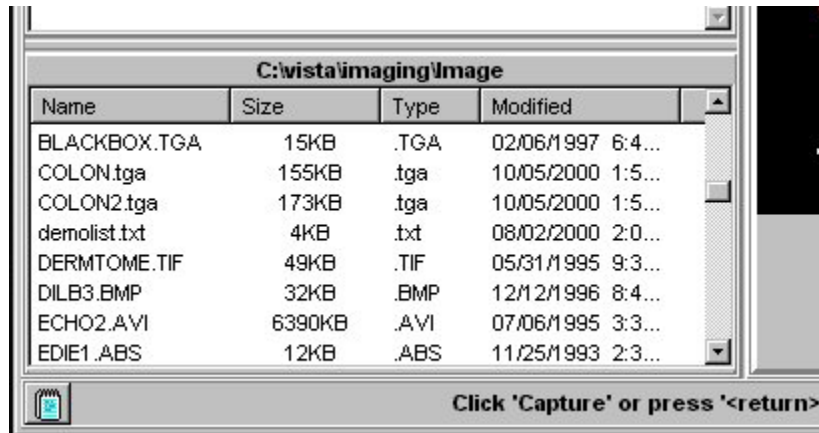 C:\vista\imaging\Image
Name Size Type Modified
BLACKBOX.TGA 15KB .TGA 02/06/1997 6:4...
COLON.tga 155KB .tga 10/05/2000 1:5...
COLON2.tga 173KB .tga 10/05/2000 1:5...
demolist.txt 4KB .txt 08/02/2000 2:0...
DERMTOME.TIF 49KB .TIF 05/31/1995 9:3...
DILB3.BMP 32KB .BMP 12/12/1996 8:4...
ECHO2.AVI 6390KB .AVI 07/06/1995 3:3...
EDIE1.ABS 12KB .ABS 11/25/1993 2:3...
Click 'Capture' or press '<return>